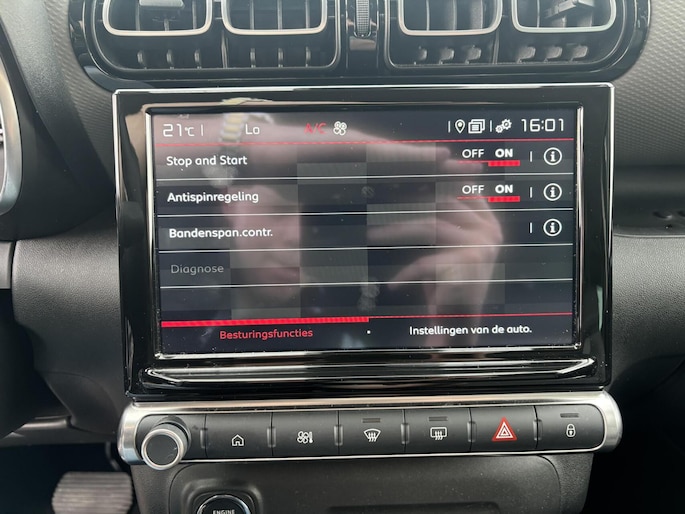 21°C Lo A/C 16:01
Stop and Start OFF ON
Antispinregeling OFF ON
Bandenspan.contr.
Diagnose
Besturingsfuncties Instellingen van de auto.
ENGINE